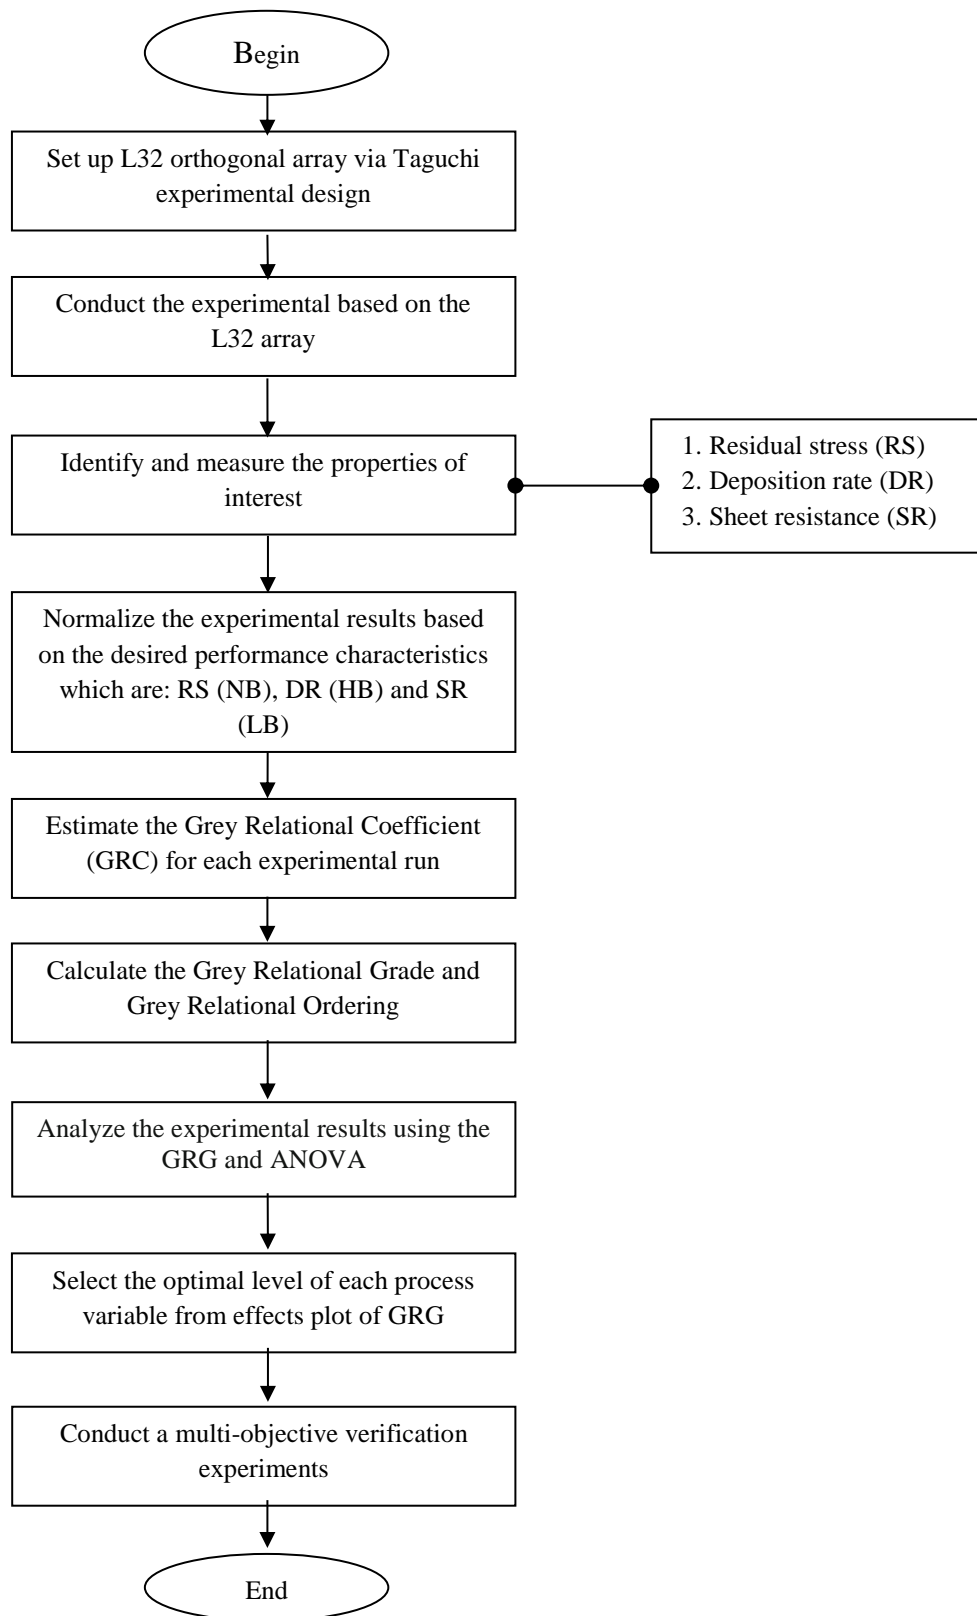 Begin
Set up L32 orthogonal array via Taguchi
experimental design
Conduct the experimental based on the
L32 array
Identify and measure the properties of
interest
1. Residual stress (RS)
2. Deposition rate (DR)
3. Sheet resistance (SR)
Normalize the experimental results based
on the desired performance characteristics
which are: RS (NB), DR (HB) and SR
(LB)
Estimate the Grey Relational Coefficient
(GRC) for each experimental run
Calculate the Grey Relational Grade and
Grey Relational Ordering
Analyze the experimental results using the
GRG and ANOVA
Select the optimal level of each process
variable from effects plot of GRG
Conduct a multi-objective verification
experiments
End